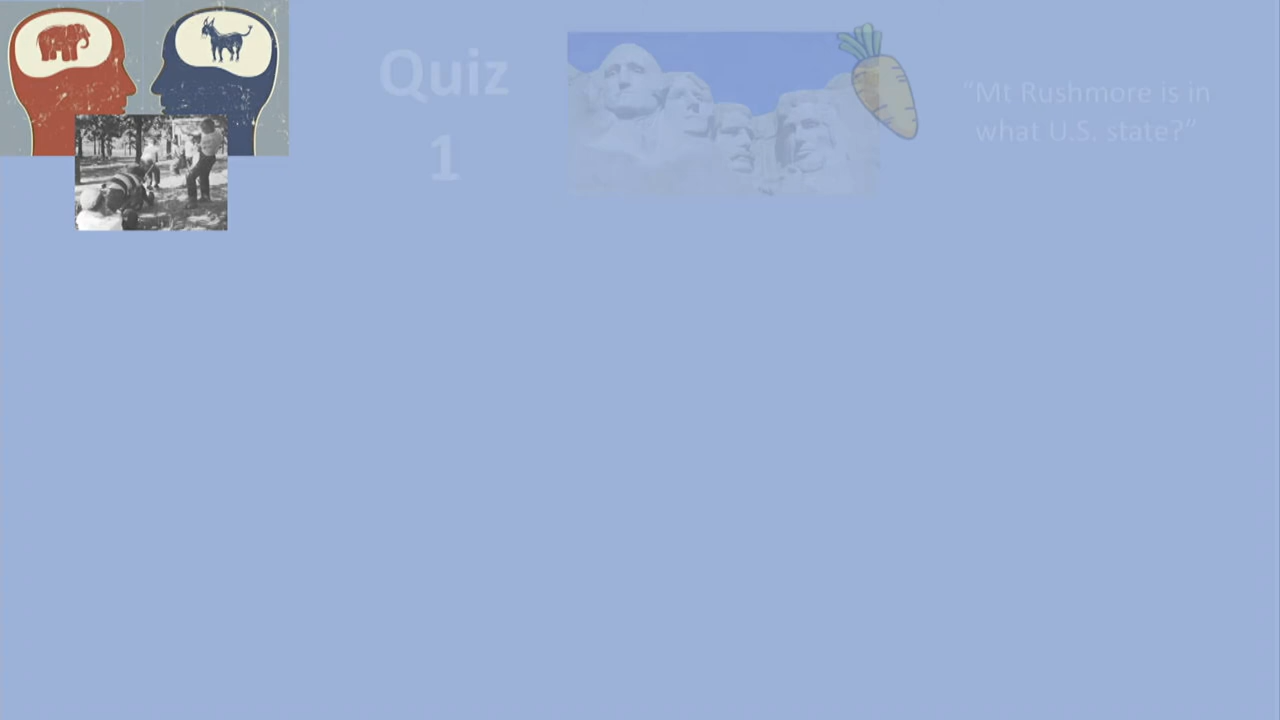 Quiz
1
“Mt Rushmore is in
what U.S. state?”